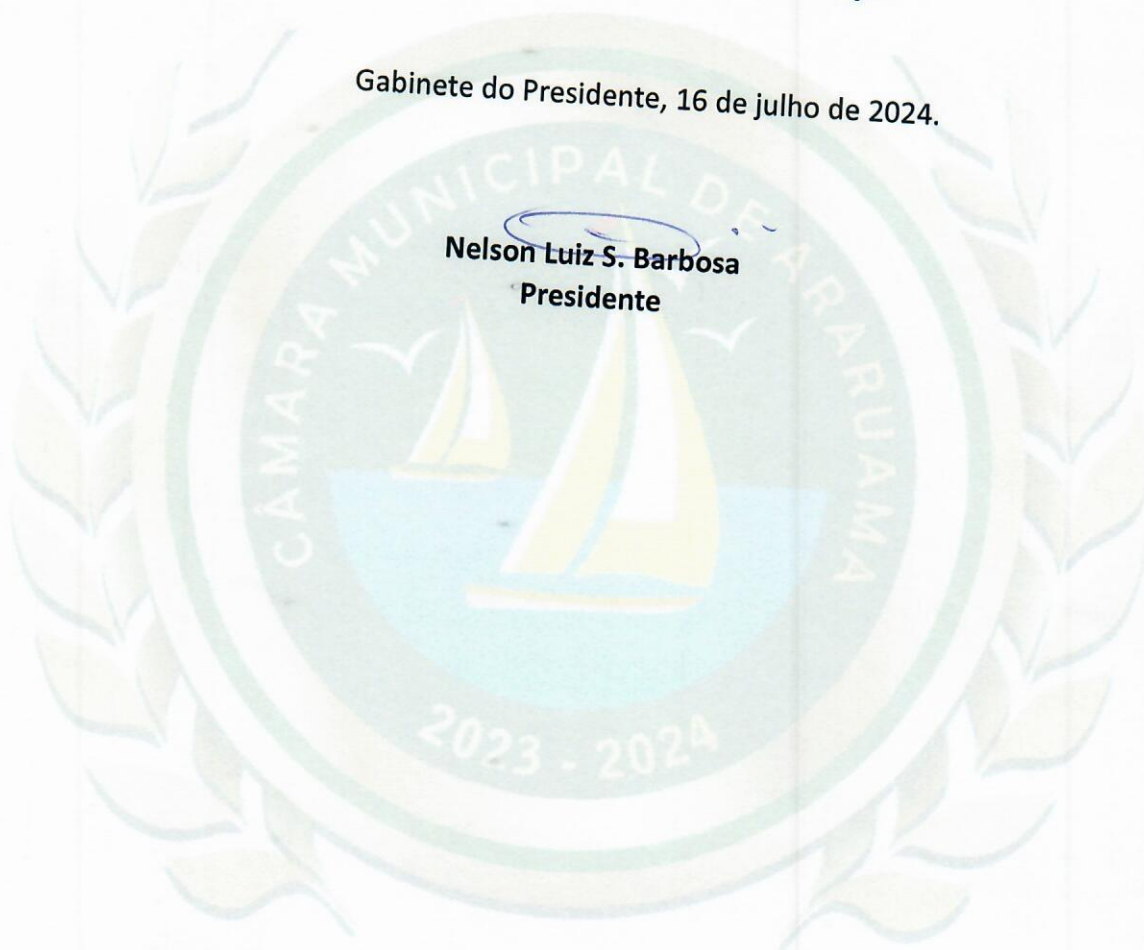 Gabinete do Presidente, 16 de julho de 2024.
Nelson Luiz S. Barbosa
Presidente
CÂMARA MUNICIPAL DE ARARUAMA
2023 - 2024